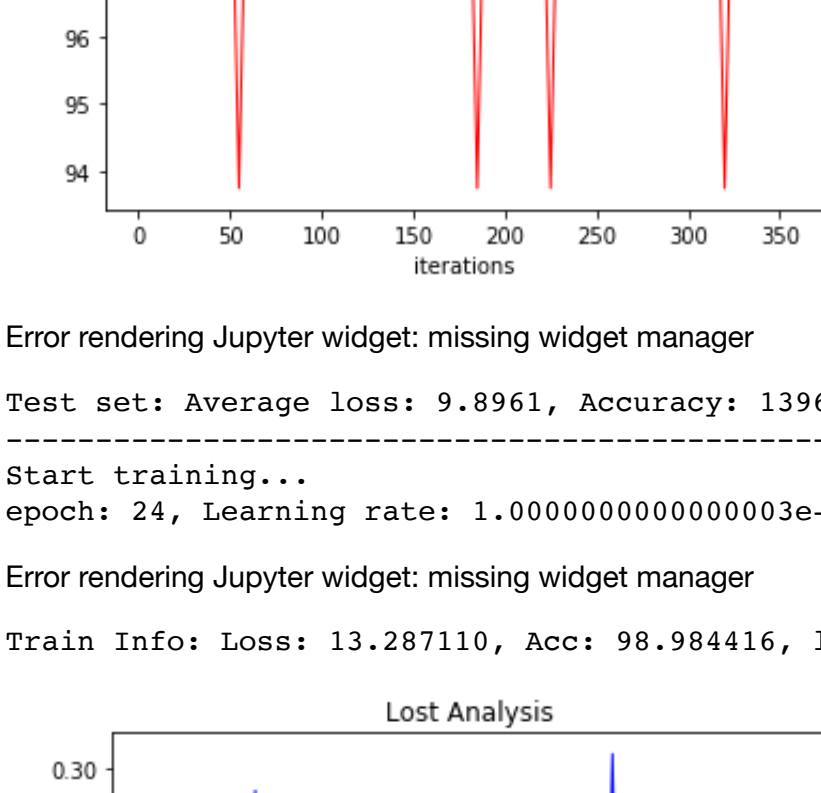 96
95
94
0 50 100 150 200 250 300 350
iterations
Error rendering Jupyter widget: missing widget manager
Test set: Average loss: 9.8961, Accuracy: 1396
----------------------------------------------
Start training...
epoch: 24, Learning rate: 1.0000000000000003e-
Error rendering Jupyter widget: missing widget manager
Train Info: Loss: 13.287110, Acc: 98.984416, l
Lost Analysis
0.30